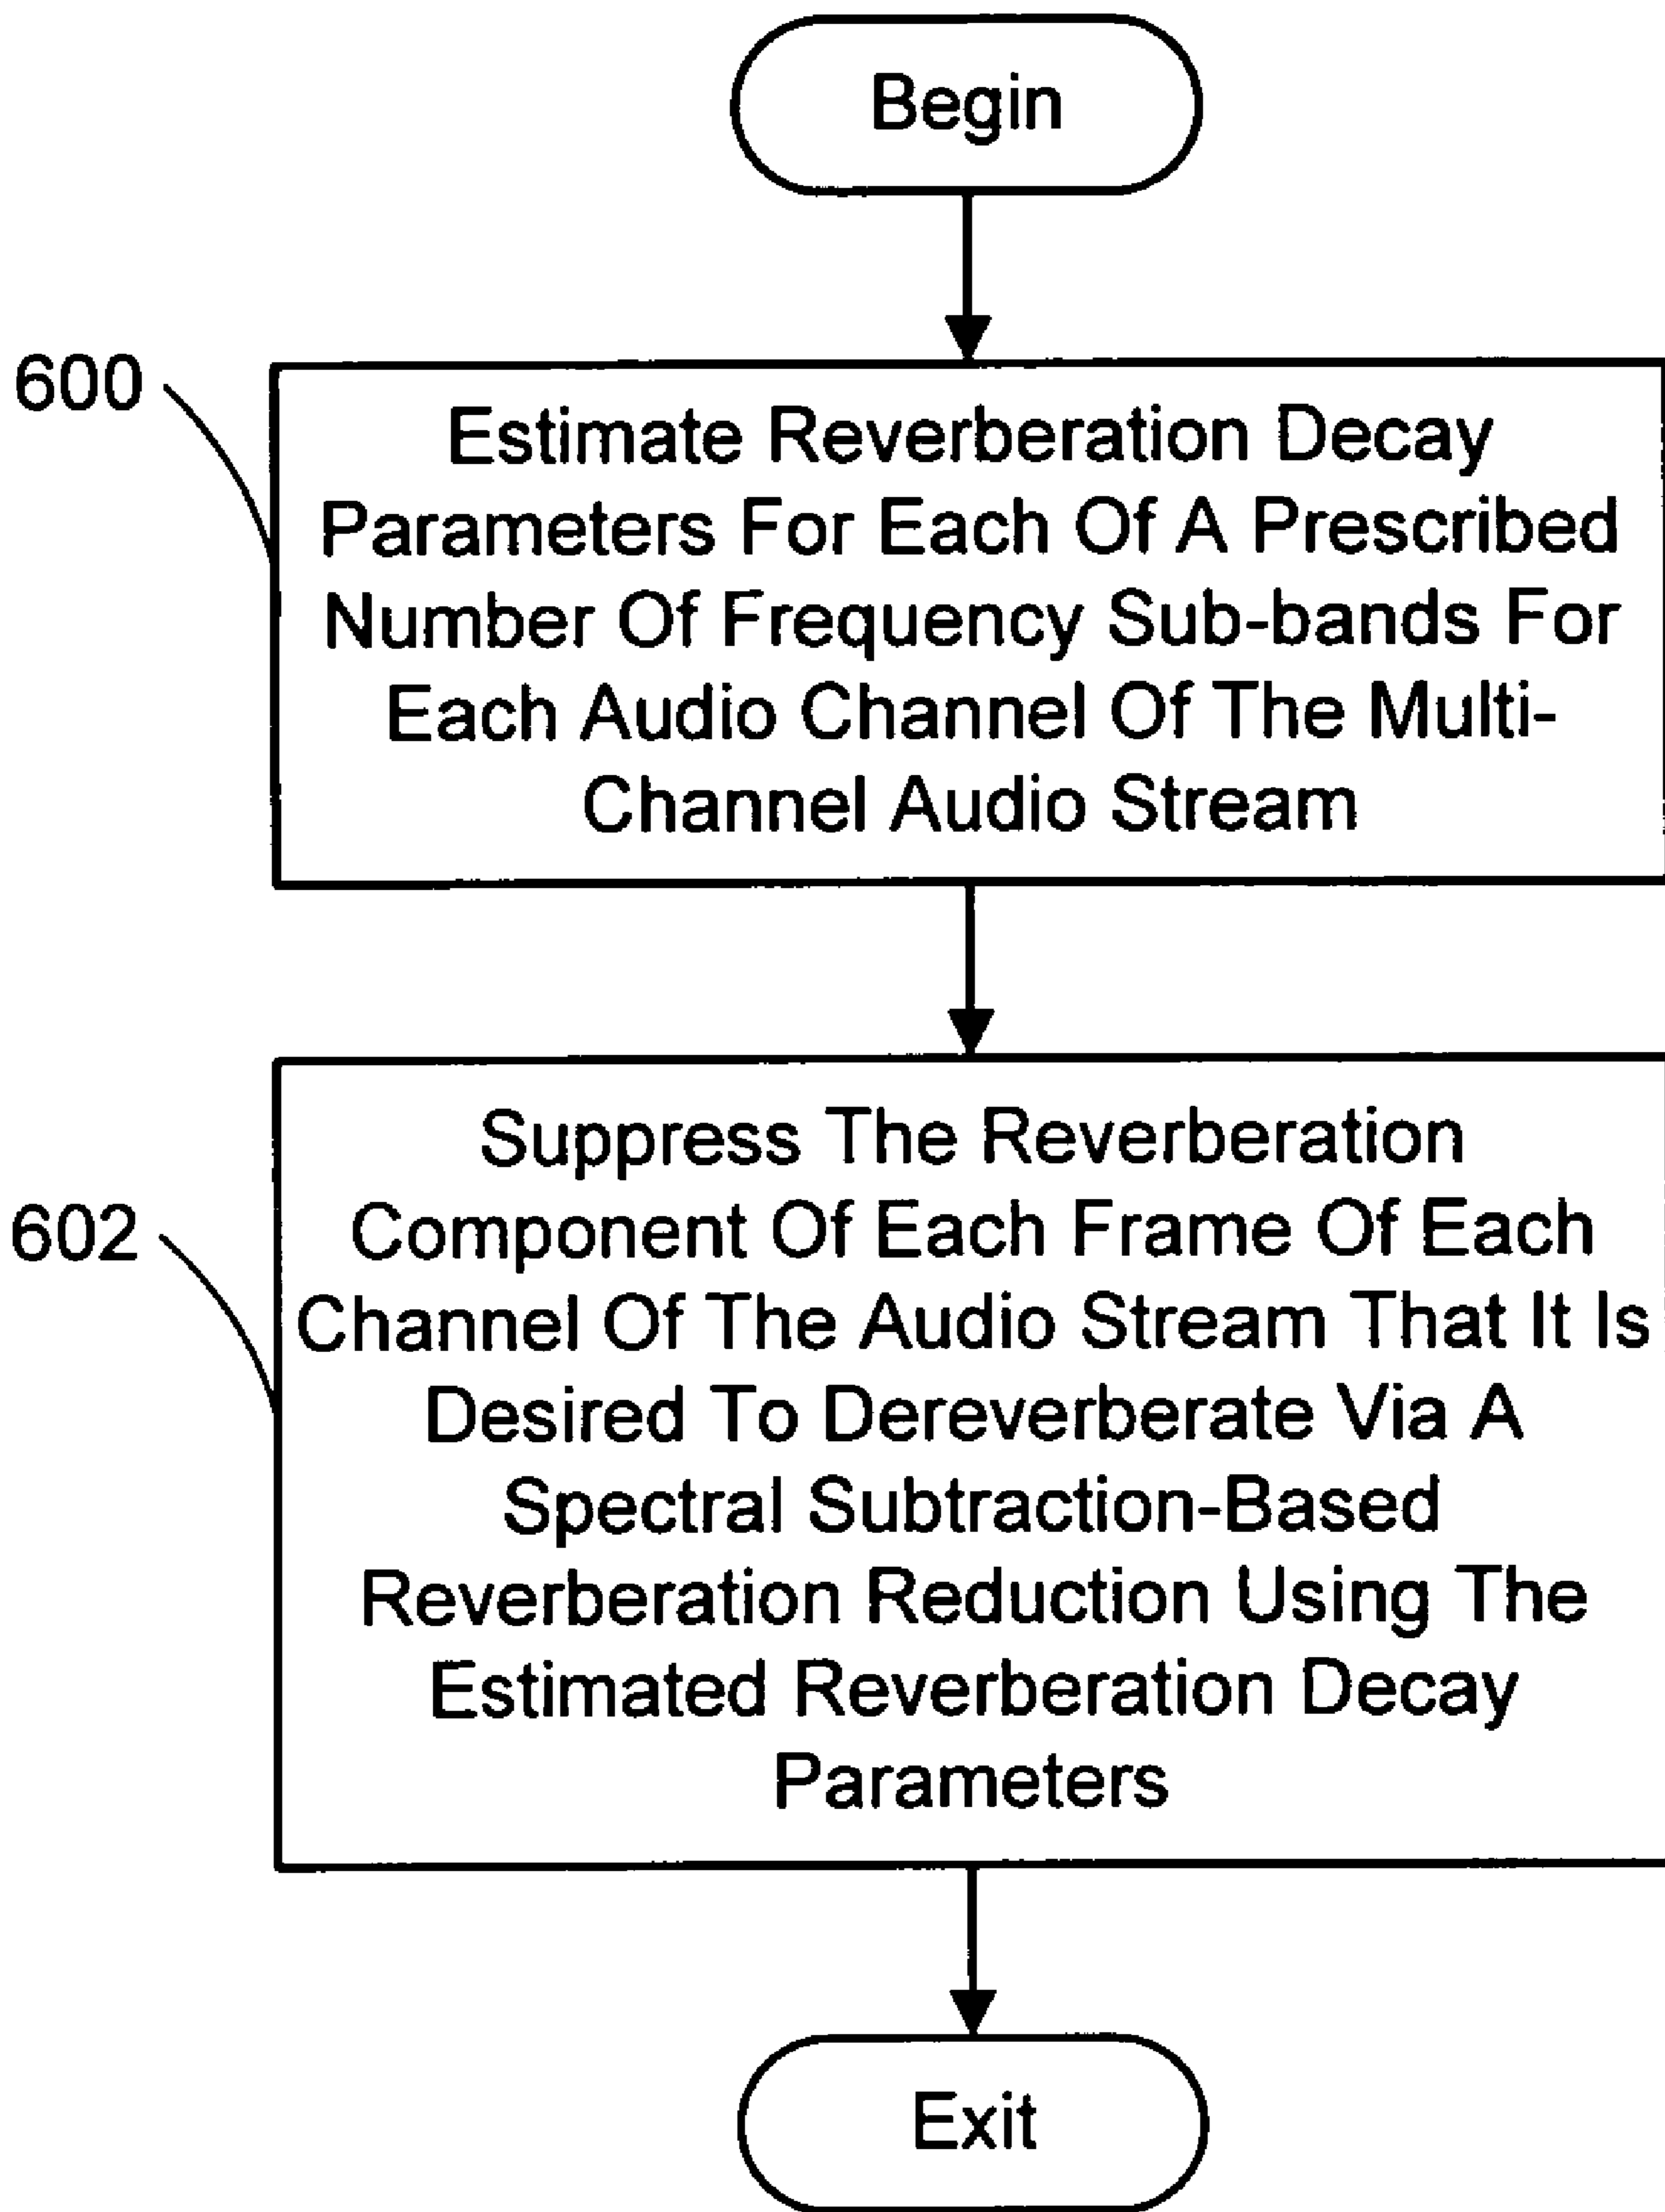 Begin
600
Estimate Reverberation Decay
Parameters For Each Of A Prescribed
Number Of Frequency Sub-bands For
Each Audio Channel Of The Multi-
Channel Audio Stream
602
Suppress The Reverberation
Component Of Each Frame Of Each
Channel Of The Audio Stream That It Is
Desired To Dereverberate Via A
Spectral Subtraction-Based
Reverberation Reduction Using The
Estimated Reverberation Decay
Parameters
Exit